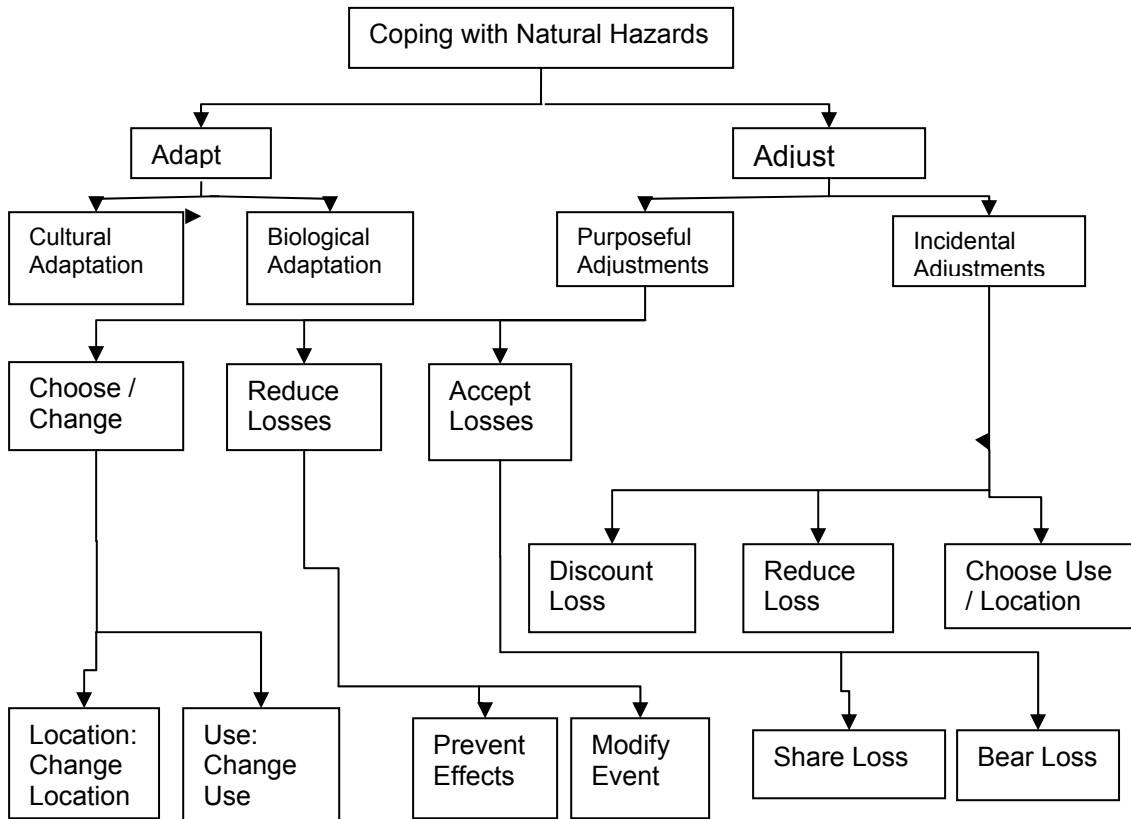 Coping with Natural Hazards
Adapt
Adjust
Cultural
Adaptation
Biological
Adaptation
Purposeful
Adjustments
Incidental
Adjustments
Choose /
Change
Reduce
Losses
Accept
Losses
Discount
Loss
Reduce
Loss
Choose Use
/ Location
Location:
Change
Location
Use:
Change
Use
Prevent
Effects
Modify
Event
Share Loss
Bear Loss